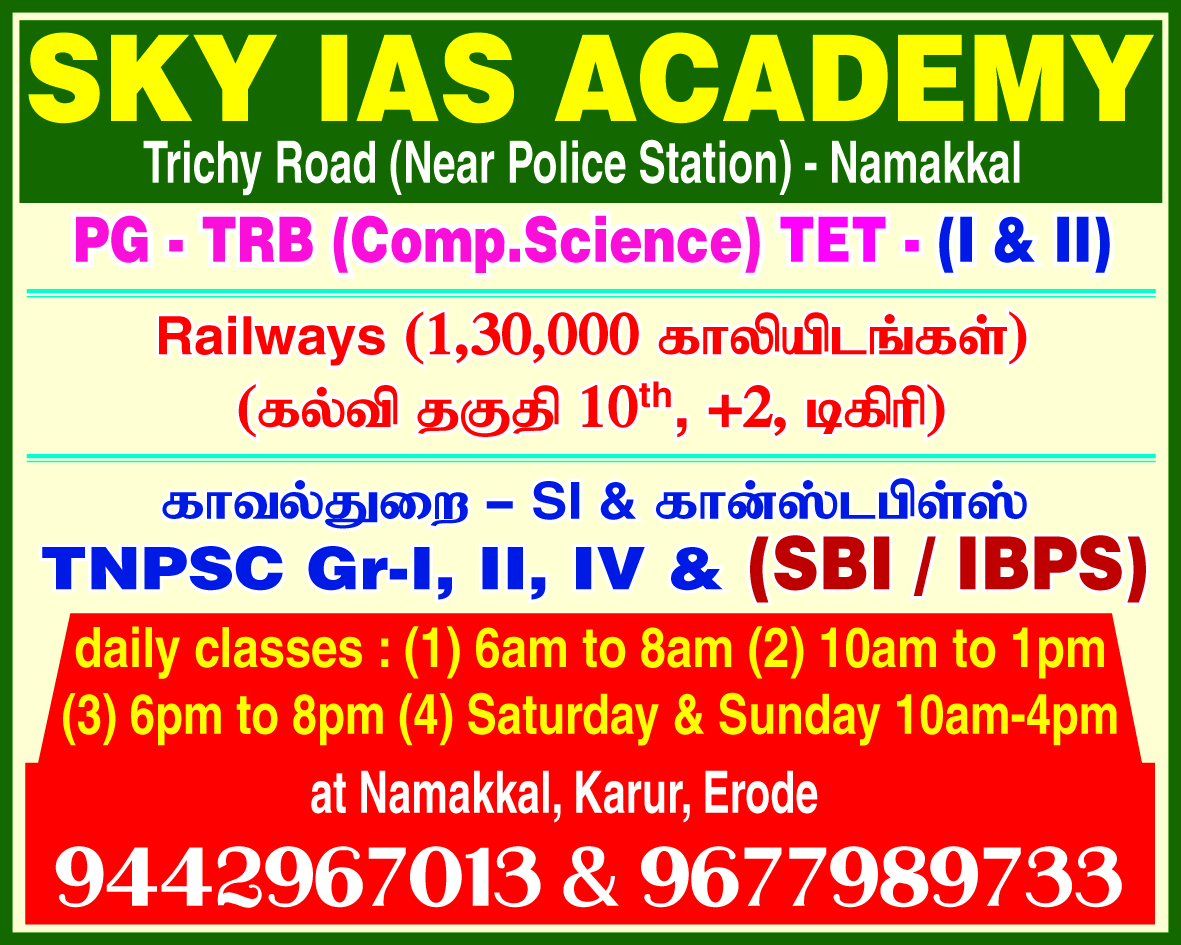 SKY IAS ACADEMY
Trichy Road (Near Police Station) - Namakkal
PG - TRB (Comp.Science) TET - (I & II)
Railways (1,30,000 காலியிடங்கள்)
(கல்வி தகுதி 10th, +2, டிகிரி)
காவல்துறை – SI & கான்ஸ்டபிள்ஸ்
TNPSC Gr-I, II, IV & (SBI / IBPS)
daily classes : (1) 6am to 8am (2) 10am to 1pm
(3) 6pm to 8pm (4) Saturday & Sunday 10am-4pm
at Namakkal, Karur, Erode
9442967013 & 9677989733